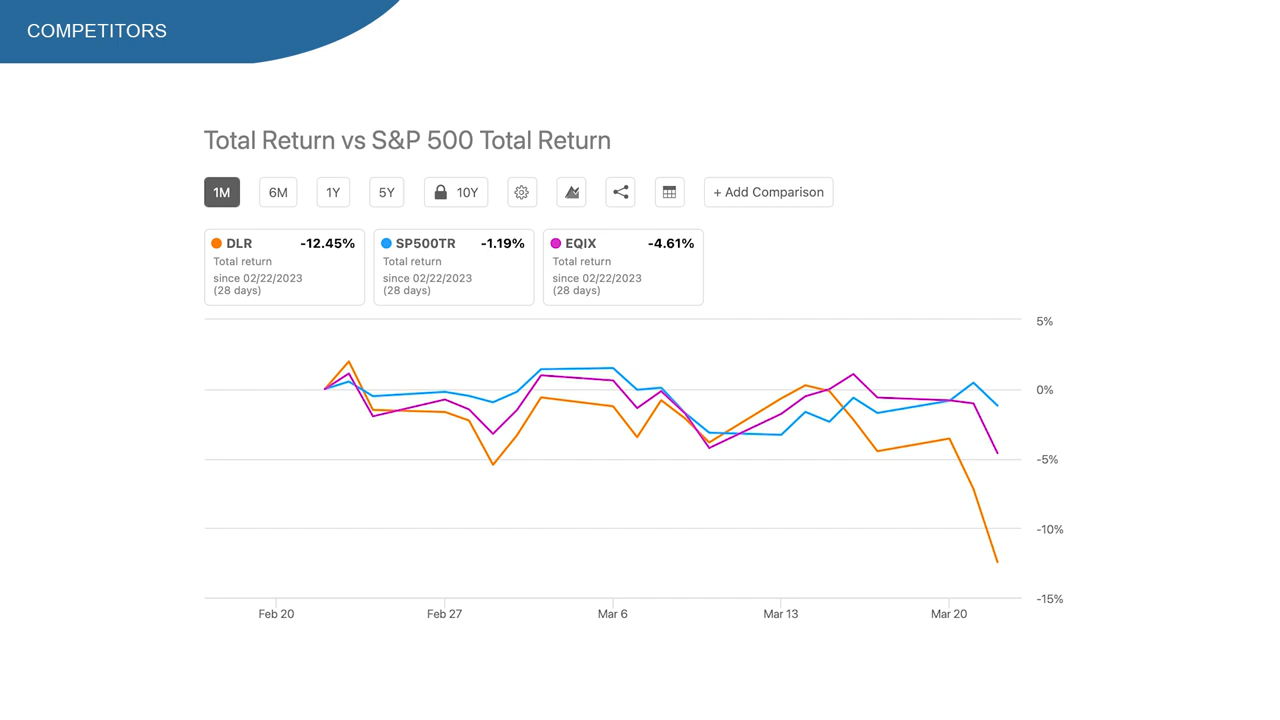 COMPETITORS
Total Return vs S&P 500 Total Return
1M 6M 1Y 5Y 10Y + Add Comparison
DLR -12.45% SP500TR -1.19% EQIX -4.61%
Total return Total return Total return
since 02/22/2023 since 02/22/2023 since 02/22/2023
(28 days) (28 days) (28 days)
5%
0%
-5%
-10%
-15%
Feb 20 Feb 27 Mar 6 Mar 13 Mar 20